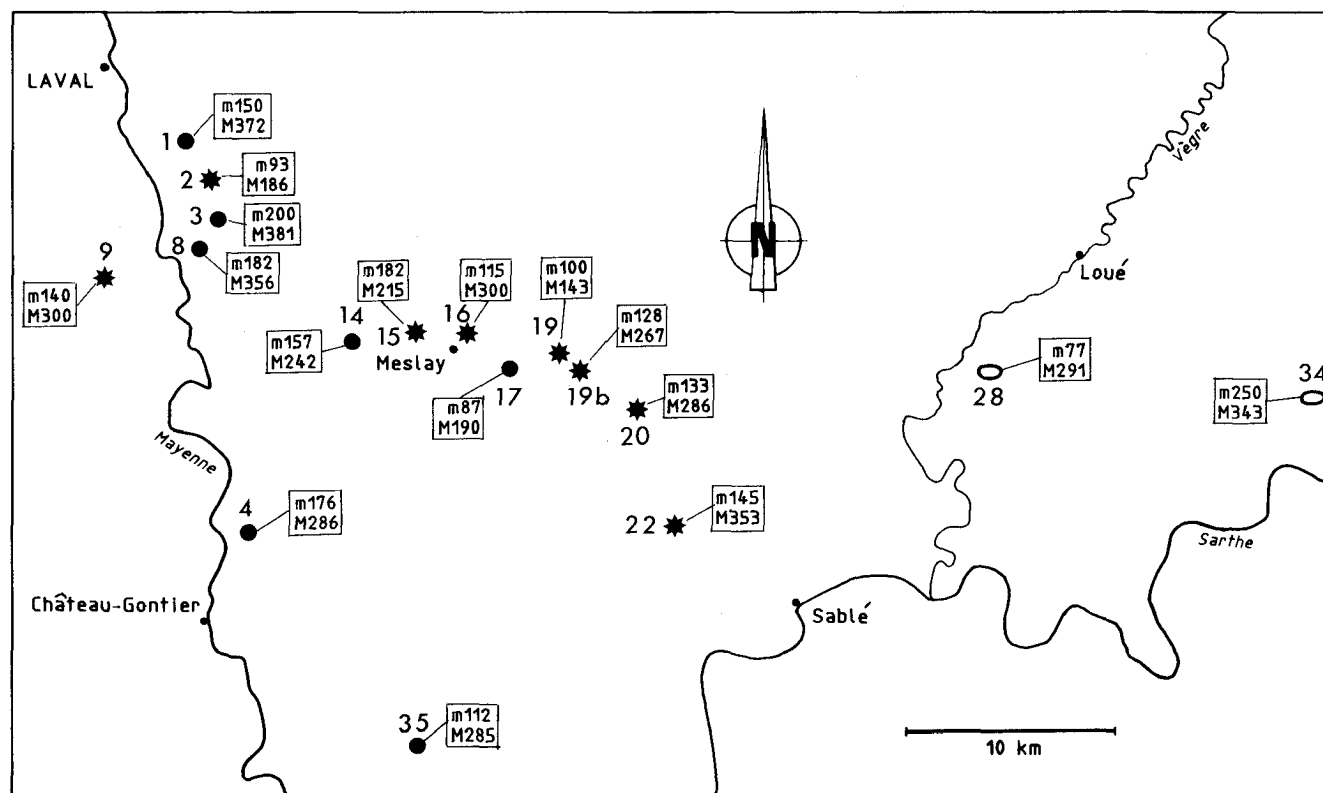 LAVAL
1
m150
M372
2
m93
M186
3
m200
M381
8
m182
M356
9
m140
M300
14
m157
M242
15
m182
M215
16
m115
M300
Meslay
17
m87
M190
19
m100
M143
19b
m128
M267
20
m133
M286
22
m145
M353
N
Vègre
Loué
28
m77
M291
34
m250
M343
Mayenne
4
m176
M286
Château-Gontier
Sablé
Sarthe
35
m112
M285
10 km